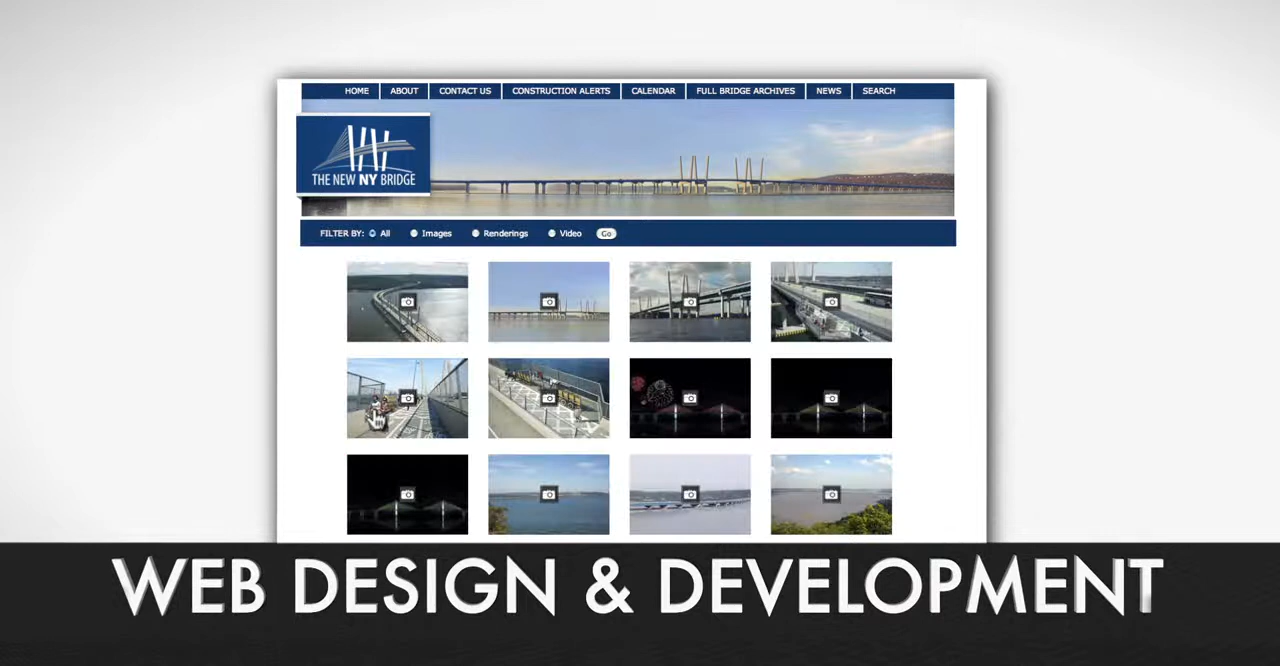 HOME ABOUT CONTACT US CONSTRUCTION ALERTS CALENDAR FULL BRIDGE ARCHIVES NEWS SEARCH
THE NEW NY BRIDGE
FILTER BY: All Images Renderings Video Go
WEB DESIGN & DEVELOPMENT